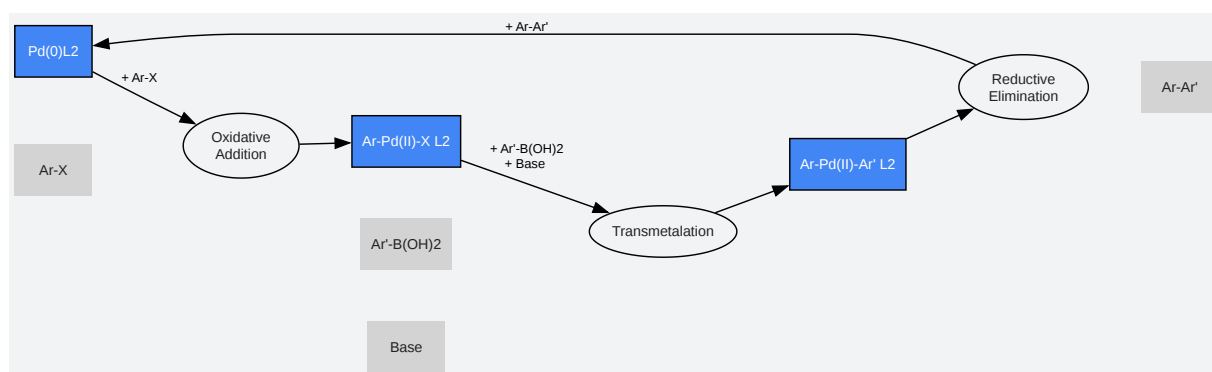 + Ar-Ar'
Pd(0)L2
+ Ar-X
Oxidative
Addition
Ar-Pd(II)-X L2
+ Ar'-B(OH)2
+ Base
Transmetalation
Ar-Pd(II)-Ar' L2
Reductive
Elimination
Ar-Ar'
Ar-X
Ar'-B(OH)2
Base